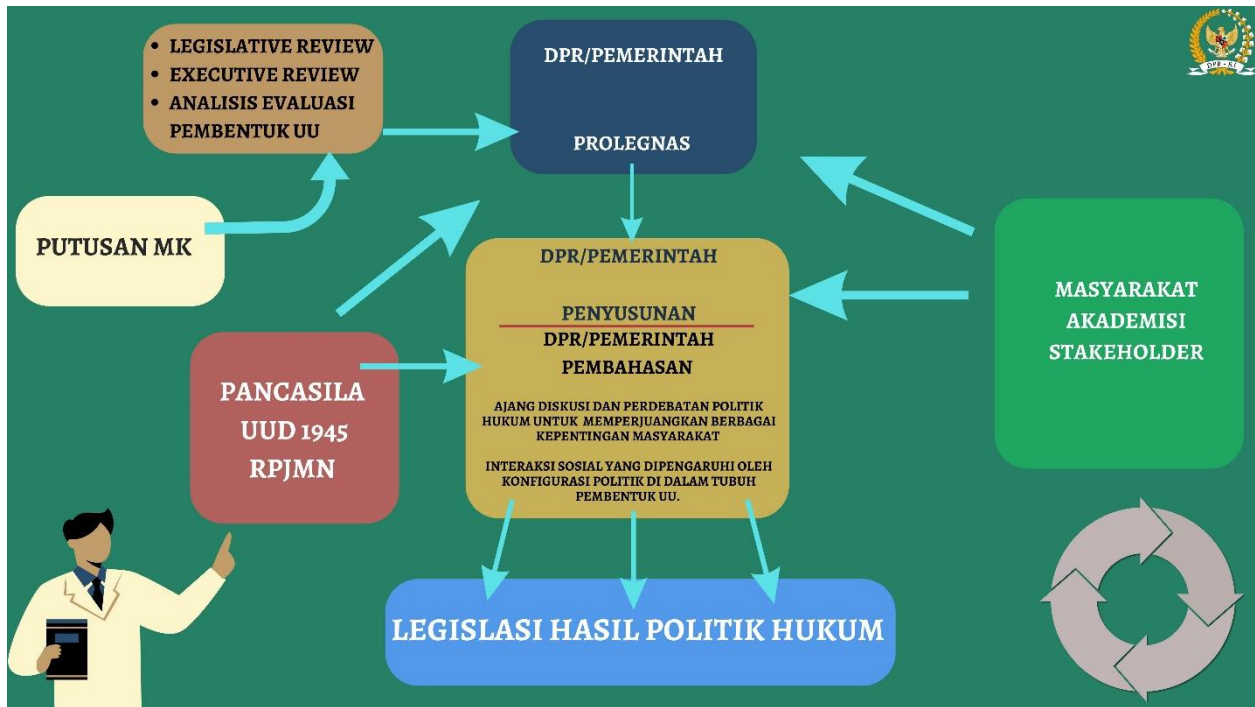 • LEGISLATIVE REVIEW
• EXECUTIVE REVIEW
• ANALISIS EVALUASI
PEMBENTUK UU
DPR/PEMERINTAH
PROLEGNAS
DPR - RI
PUTUSAN MK
DPR/PEMERINTAH
PENYUSUNAN
DPR/PEMERINTAH
PEMBAHASAN
AJANG DISKUSI DAN PERDEBATAN POLITIK
HUKUM UNTUK MEMPERJUANGKAN BERBAGAI
KEPENTINGAN MASYARAKAT
INTERAKSI SOSIAL YANG DIPENGARUHI OLEH
KONFIGURASI POLITIK DI DALAM TUBUH
PEMBENTUK UU.
MASYARAKAT
AKADEMISI
STAKEHOLDER
PANCASILA
UUD 1945
RPJMN
LEGISLASI HASIL POLITIK HUKUM